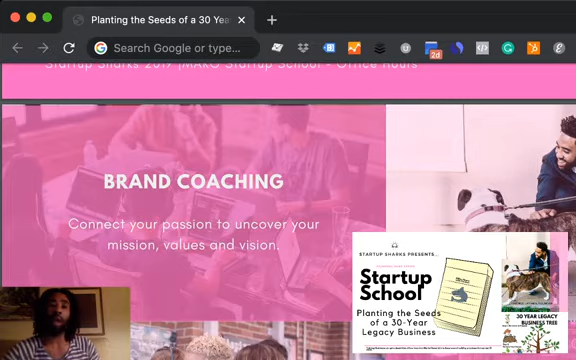 Planting the Seeds of a 30 Yea
Search Google or type...
2d
Startup Sharks 2019 |MAKO Startup School - Office Hours
BRAND COACHING
Connect your passion to uncover your
mission, values and vision.
STARTUP SHARKS PRESENTS...
Startup
School
Planting the Seeds
of a 30-Year
Legacy Business
30 YEAR LEGACY
BUSINESS TREE